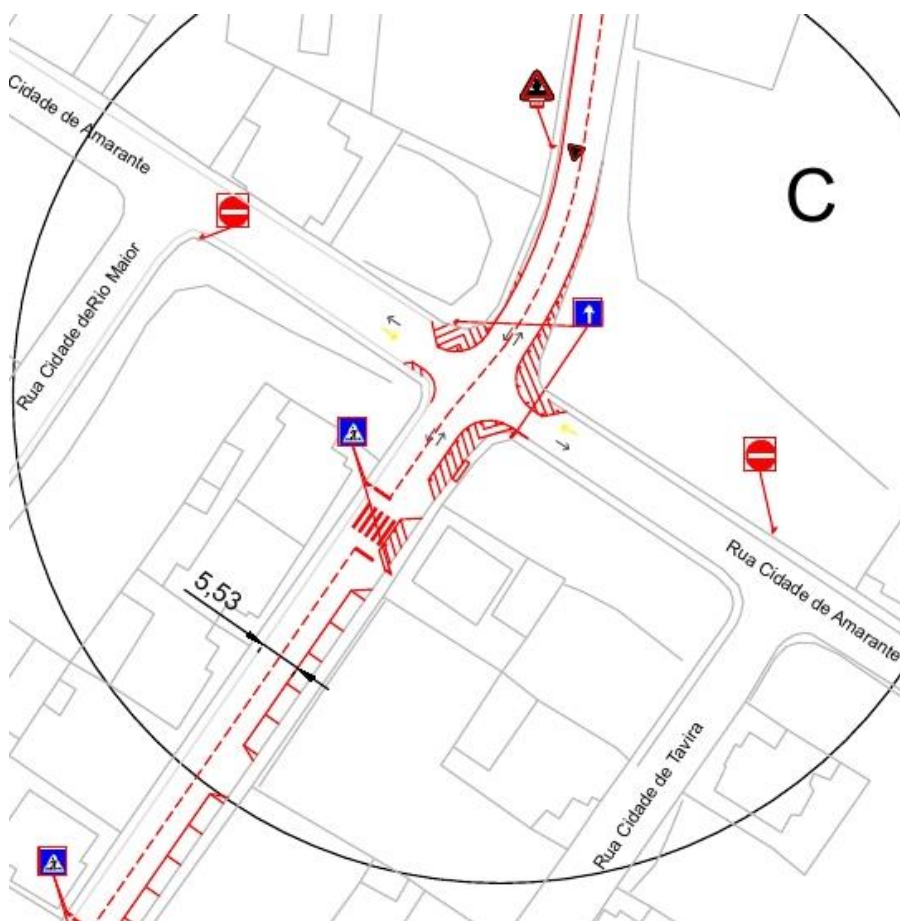 Cidade de Amarante
C
Rua Cidade deRio Maior
5,53
Rua Cidade de Amarante
Rua Cidade de Tavira